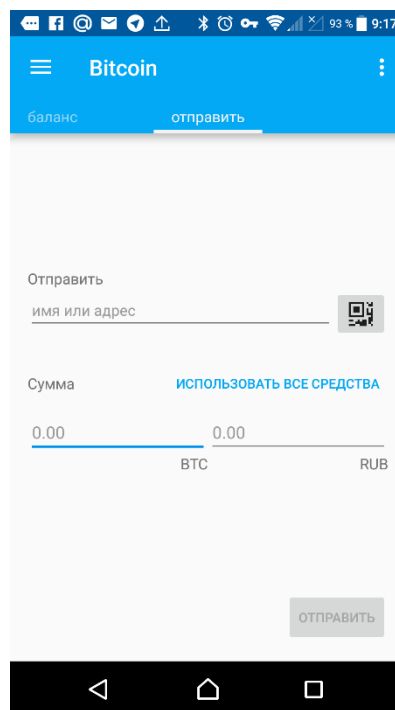 93 % 9:17
Bitcoin
баланс отправить
Отправить
имя или адрес
Сумма ИСПОЛЬЗОВАТЬ ВСЕ СРЕДСТВА
0.00 0.00
BTC RUB
ОТПРАВИТЬ